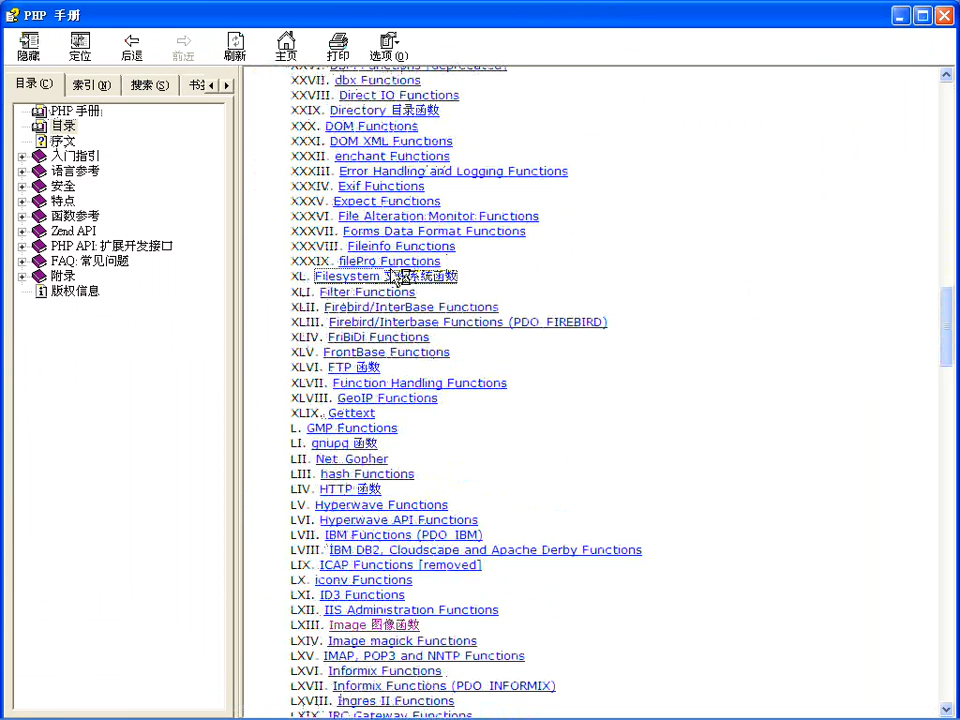 PHP 手册
隐藏 定位 后退 前进 刷新 主页 打印 选项(O)
目录(C) 索引(N) 搜索(S)
PHP 手册
目录
序文
入门指引
语言参考
安全
特点
函数参考
Zend API
PHP API: 扩展开发接口
FAQ: 常见问题
附录
版权信息
XXVI. DBM Functions [deprecated]
XXVII. dbx Functions
XXVIII. Direct IO Functions
XXIX. Directory 目录函数
XXX. DOM Functions
XXXI. DOM XML Functions
XXXII. enchant Functions
XXXIII. Error Handling and Logging Functions
XXXIV. Exif Functions
XXXV. Expect Functions
XXXVI. File Alteration Monitor Functions
XXXVII. Forms Data Format Functions
XXXVIII. Fileinfo Functions
XXXIX. filePro Functions
XL. Filesystem 文件系统函数
XLI. Filter Functions
XLII. Firebird/InterBase Functions
XLIII. Firebird/Interbase Functions (PDO_FIREBIRD)
XLIV. FriBiDi Functions
XLV. FrontBase Functions
XLVI. FTP 函数
XLVII. Function Handling Functions
XLVIII. GeoIP Functions
XLIX. Gettext
L. GMP Functions
LI. gnupg 函数
LII. Net_Gopher
LIII. hash Functions
LIV. HTTP 函数
LV. Hyperwave Functions
LVI. Hyperwave API Functions
LVII. IBM Functions (PDO_IBM)
LVIII. IBM DB2, Cloudscape and Apache Derby Functions
LIX. ICAP Functions [removed]
LX. iconv Functions
LXI. ID3 Functions
LXII. IIS Administration Functions
LXIII. Image 图像函数
LXIV. Image magick Functions
LXV. IMAP, POP3 and NNTP Functions
LXVI. Informix Functions
LXVII. Informix Functions (PDO_INFORMIX)
LXVIII. Ingres II Functions
LXIX. IRC Gateway Functions